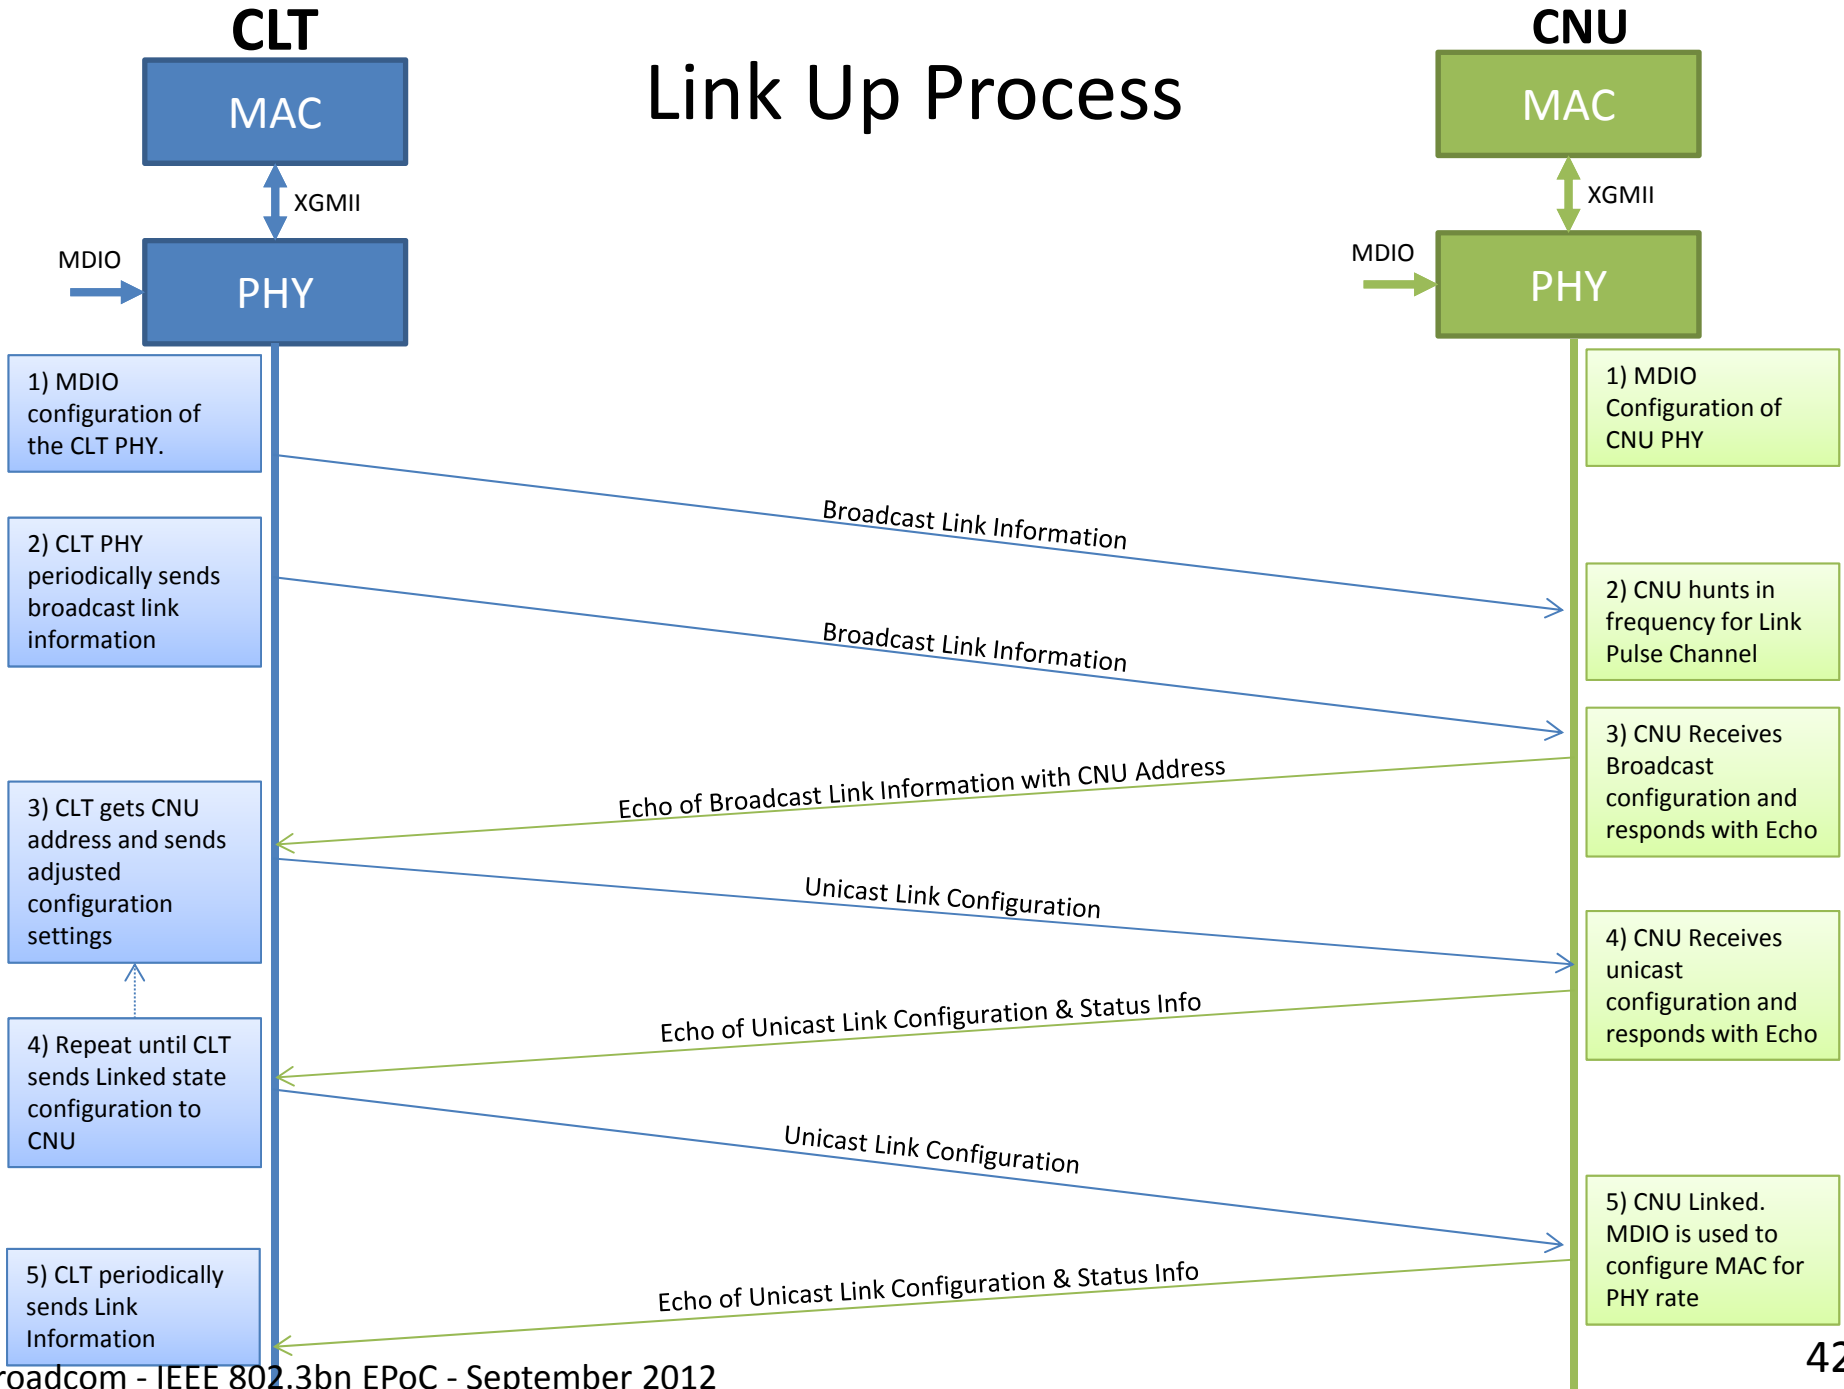 CLT
CNU
Link Up Process
MAC
MAC
XGMII
XGMII
MDIO
MDIO
PHY
PHY
1) MDIO
configuration of
the CLT PHY.
1) MDIO
Configuration of
CNU PHY
Broadcast Link Information
2) CLT PHY
periodically sends
broadcast link
information
2) CNU hunts in
frequency for Link
Pulse Channel
Broadcast Link Information
3) CNU Receives
Broadcast
configuration and
responds with Echo
Echo of Broadcast Link Information with CNU Address
3) CLT gets CNU
address and sends
adjusted
configuration
settings
Unicast Link Configuration
4) CNU Receives
unicast
configuration and
responds with Echo
Echo of Unicast Link Configuration & Status Info
4) Repeat until CLT
sends Linked state
configuration to
CNU
Unicast Link Configuration
5) CNU Linked.
MDIO is used to
configure MAC for
PHY rate
5) CLT periodically
sends Link
Information
Echo of Unicast Link Configuration & Status Info
roadcom - IEEE 802.3bn EPoC - September 2012
42